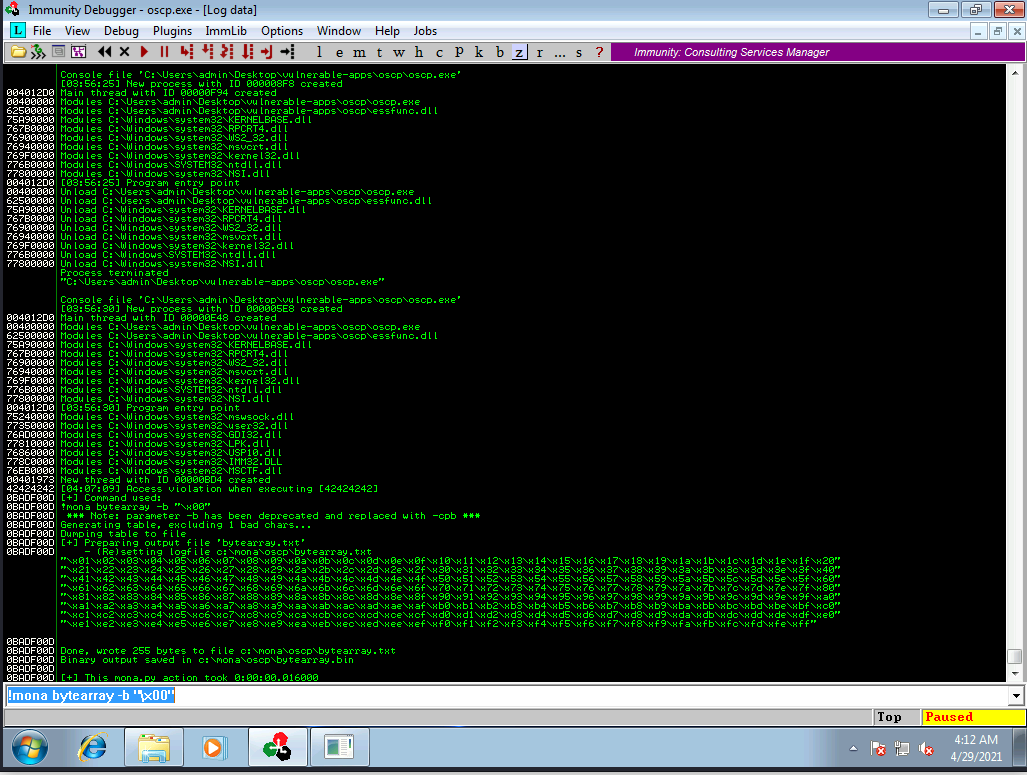 Immunity Debugger - oscp.exe - [Log data]
L File View Debug Plugins ImmLib Options Window Help Jobs
l e m t w h c p k b z r ... s ? Immunity: Consulting Services Manager
Console file 'C:\Users\admin\Desktop\vulnerable-apps\oscp\oscp.exe'
[03:56:25] New process with ID 000008F8 created
004012D0 Main thread with ID 00000F94 created
00400000 Modules C:\Users\admin\Desktop\vulnerable-apps\oscp\oscp.exe
62500000 Modules C:\Users\admin\Desktop\vulnerable-apps\oscp\essfunc.dll
75A90000 Modules C:\Windows\system32\KERNELBASE.dll
767B0000 Modules C:\Windows\system32\RPCRT4.dll
76900000 Modules C:\Windows\system32\WS2_32.dll
76940000 Modules C:\Windows\system32\msvcrt.dll
769F0000 Modules C:\Windows\system32\kernel32.dll
776B0000 Modules C:\Windows\SYSTEM32\ntdll.dll
77800000 Modules C:\Windows\system32\NSI.dll
004012D0 [03:56:25] Program entry point
00400000 Unload C:\Users\admin\Desktop\vulnerable-apps\oscp\oscp.exe
62500000 Unload C:\Users\admin\Desktop\vulnerable-apps\oscp\essfunc.dll
75A90000 Unload C:\Windows\system32\KERNELBASE.dll
767B0000 Unload C:\Windows\system32\RPCRT4.dll
76900000 Unload C:\Windows\system32\WS2_32.dll
76940000 Unload C:\Windows\system32\msvcrt.dll
769F0000 Unload C:\Windows\system32\kernel32.dll
776B0000 Unload C:\Windows\SYSTEM32\ntdll.dll
77800000 Unload C:\Windows\system32\NSI.dll
Process terminated
"C:\Users\admin\Desktop\vulnerable-apps\oscp\oscp.exe"
Console file 'C:\Users\admin\Desktop\vulnerable-apps\oscp\oscp.exe'
[03:56:30] New process with ID 000005E8 created
004012D0 Main thread with ID 00000E48 created
00400000 Modules C:\Users\admin\Desktop\vulnerable-apps\oscp\oscp.exe
62500000 Modules C:\Users\admin\Desktop\vulnerable-apps\oscp\essfunc.dll
75A90000 Modules C:\Windows\system32\KERNELBASE.dll
767B0000 Modules C:\Windows\system32\RPCRT4.dll
76900000 Modules C:\Windows\system32\WS2_32.dll
76940000 Modules C:\Windows\system32\msvcrt.dll
769F0000 Modules C:\Windows\system32\kernel32.dll
776B0000 Modules C:\Windows\SYSTEM32\ntdll.dll
77800000 Modules C:\Windows\system32\NSI.dll
004012D0 [03:56:30] Program entry point
75240000 Modules C:\Windows\system32\mswsock.dll
77350000 Modules C:\Windows\system32\user32.dll
76AD0000 Modules C:\Windows\system32\GDI32.dll
77810000 Modules C:\Windows\system32\LPK.dll
76860000 Modules C:\Windows\system32\USP10.dll
778C0000 Modules C:\Windows\system32\IMM32.DLL
76EB0000 Modules C:\Windows\system32\MSCTF.dll
00401973 New thread with ID 00000BD4 created
42424242 [04:07:09] Access violation when executing [42424242]
0BADF00D [+] Command used:
0BADF00D !mona bytearray -b "\x00"
0BADF00D *** Note: parameter -b has been deprecated and replaced with -cpb ***
0BADF00D Generating table, excluding 1 bad chars...
0BADF00D Dumping table to file
0BADF00D [+] Preparing output file 'bytearray.txt'
0BADF00D - (Re)setting logfile c:\mona\oscp\bytearray.txt
"\x01\x02\x03\x04\x05\x06\x07\x08\x09\x0a\x0b\x0c\x0d\x0e\x0f\x10\x11\x12\x13\x14\x15\x16\x17\x18\x19\x1a\x1b\x1c\x1d\x1e\x1f\x20"
"\x21\x22\x23\x24\x25\x26\x27\x28\x29\x2a\x2b\x2c\x2d\x2e\x2f\x30\x31\x32\x33\x34\x35\x36\x37\x38\x39\x3a\x3b\x3c\x3d\x3e\x3f\x40"
"\x41\x42\x43\x44\x45\x46\x47\x48\x49\x4a\x4b\x4c\x4d\x4e\x4f\x50\x51\x52\x53\x54\x55\x56\x57\x58\x59\x5a\x5b\x5c\x5d\x5e\x5f\x60"
"\x61\x62\x63\x64\x65\x66\x67\x68\x69\x6a\x6b\x6c\x6d\x6e\x6f\x70\x71\x72\x73\x74\x75\x76\x77\x78\x79\x7a\x7b\x7c\x7d\x7e\x7f\x80"
"\x81\x82\x83\x84\x85\x86\x87\x88\x89\x8a\x8b\x8c\x8d\x8e\x8f\x90\x91\x92\x93\x94\x95\x96\x97\x98\x99\x9a\x9b\x9c\x9d\x9e\x9f\xa0"
"\xa1\xa2\xa3\xa4\xa5\xa6\xa7\xa8\xa9\xaa\xab\xac\xad\xae\xaf\xb0\xb1\xb2\xb3\xb4\xb5\xb6\xb7\xb8\xb9\xba\xbb\xbc\xbd\xbe\xbf\xc0"
"\xc1\xc2\xc3\xc4\xc5\xc6\xc7\xc8\xc9\xca\xcb\xcc\xcd\xce\xcf\xd0\xd1\xd2\xd3\xd4\xd5\xd6\xd7\xd8\xd9\xda\xdb\xdc\xdd\xde\xdf\xe0"
"\xe1\xe2\xe3\xe4\xe5\xe6\xe7\xe8\xe9\xea\xeb\xec\xed\xee\xef\xf0\xf1\xf2\xf3\xf4\xf5\xf6\xf7\xf8\xf9\xfa\xfb\xfc\xfd\xfe\xff"
0BADF00D
0BADF00D Done, wrote 255 bytes to file c:\mona\oscp\bytearray.txt
0BADF00D Binary output saved in c:\mona\oscp\bytearray.bin
0BADF00D
0BADF00D [+] This mona.py action took 0:00:00.016000
!mona bytearray -b "\x00"
Top Paused
4:12 AM
4/29/2021